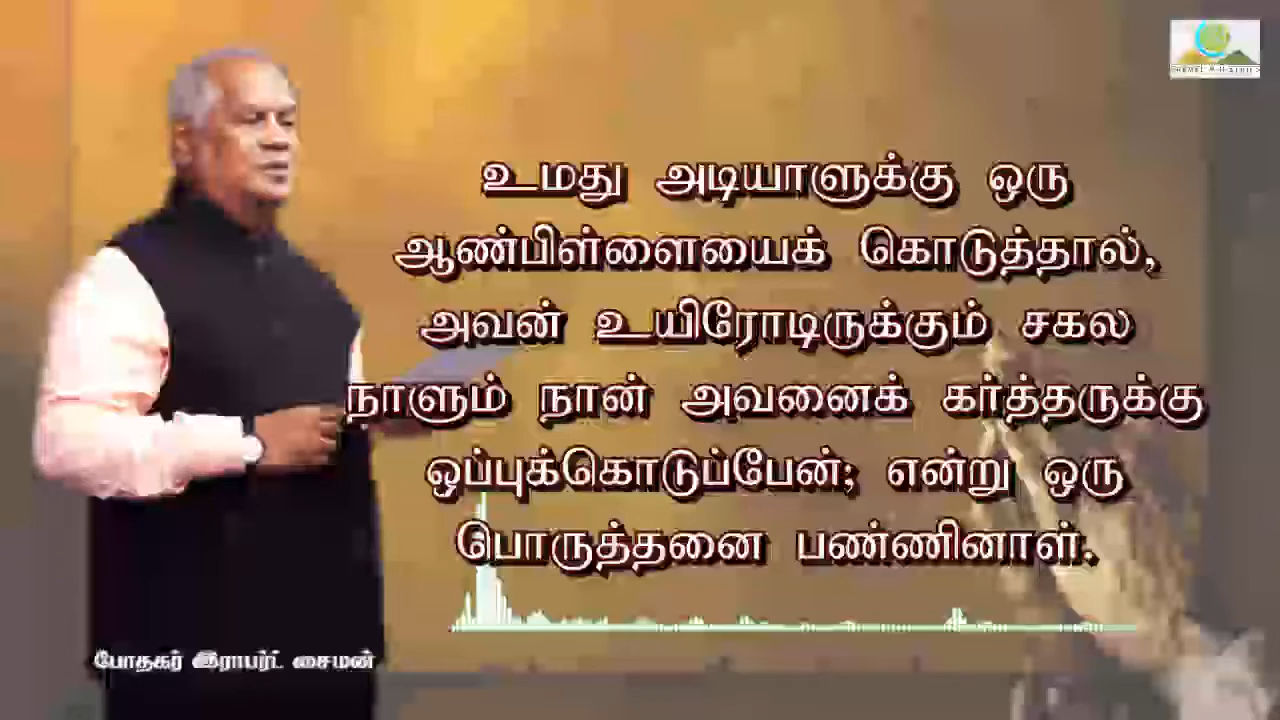 உமது அடியாளுக்கு ஒரு
ஆண்பிள்ளையைக் கொடுத்தால்,
அவன் உயிரோடிருக்கும் சகல
நாளும் நான் அவனைக் கர்த்தருக்கு
ஒப்புக்கொடுப்பேன்; என்று ஒரு
பொருத்தனை பண்ணினாள்.
போதகர் இராபர்ட் சைமன்